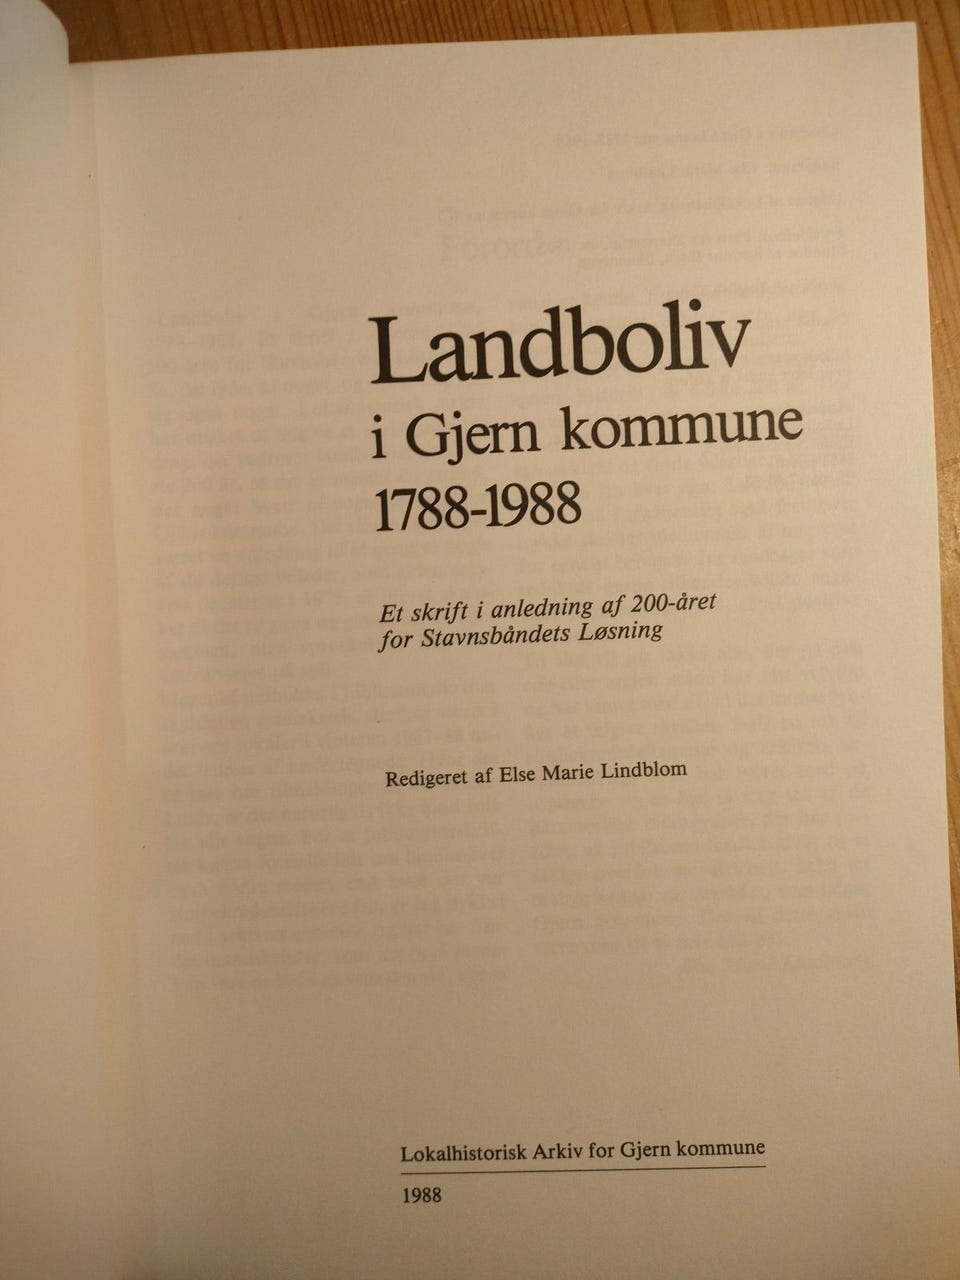 Landboliv
i Gjern kommune
1788-1988
Et skrift i anledning af 200-året
for Stavnsbåndets Løsning
Redigeret af Else Marie Lindblom
Lokalhistorisk Arkiv for Gjern kommune
1988